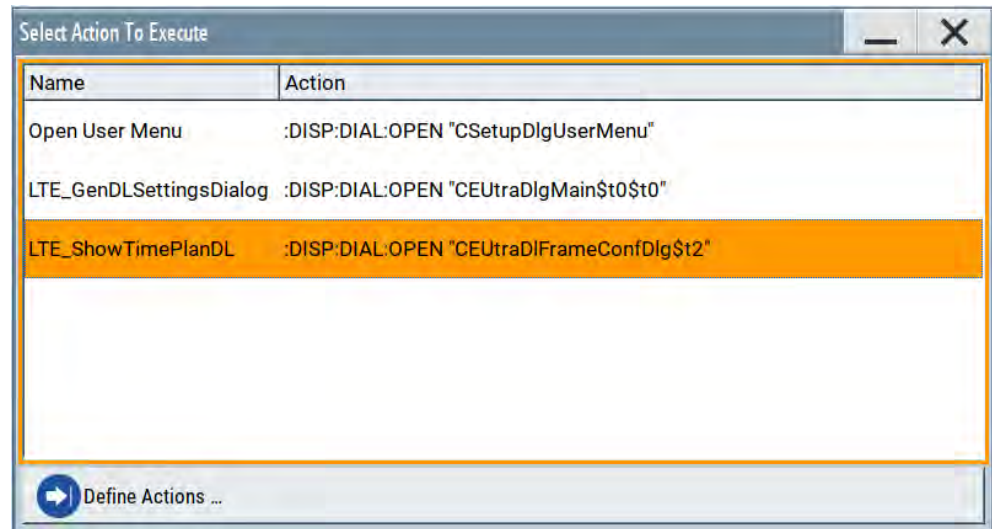 Select Action To Execute
Name Action
Open User Menu :DISP:DIAL:OPEN "CSetupDlgUserMenu"
LTE_GenDLSettingsDialog :DISP:DIAL:OPEN "CEUtraDlgMain$t0$t0"
LTE_ShowTimePlanDL :DISP:DIAL:OPEN "CEUtraDlFrameConfDlg$t2"
Define Actions ...